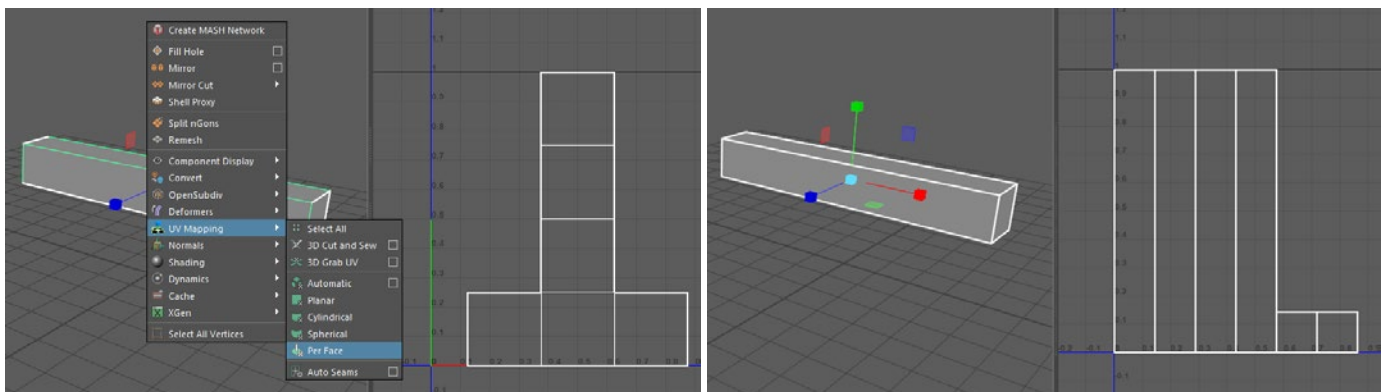 Create MASH Network
Fill Hole
Mirror
Mirror Cut
Shell Proxy
Split nGons
Remesh
Component Display
Convert
OpenSubdiv
Deformers
UV Mapping
Normals
Shading
Dynamics
Cache
XGen
Select All Vertices
Select All
3D Cut and Sew
3D Grab UV
Automatic
Planar
Cylindrical
Spherical
Per Face
Auto Seams